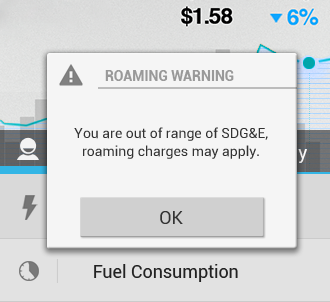 $1.58 ▼6%
ROAMING WARNING
You are out of range of SDG&E,
roaming charges may apply.
y
OK
Fuel Consumption